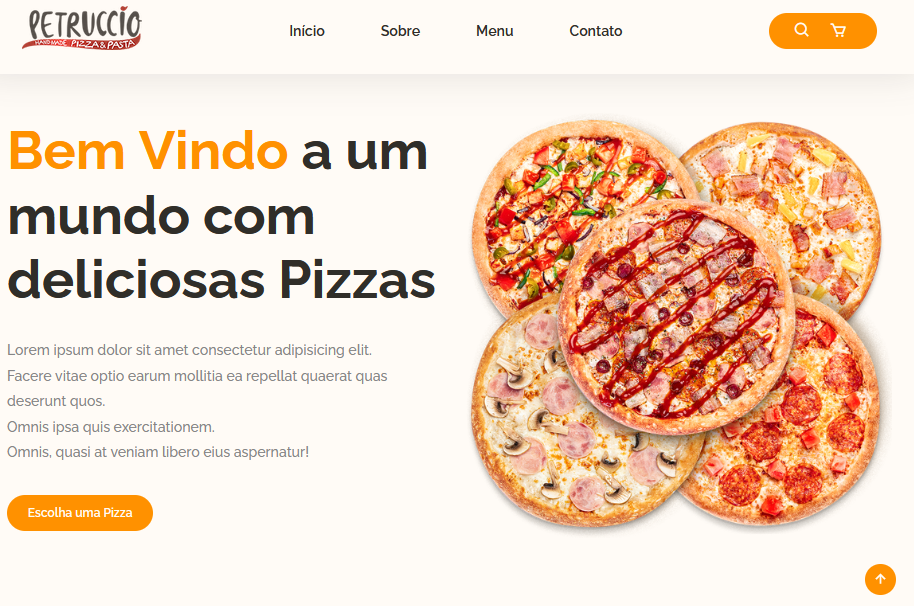 PETRUCCIO
HANDMADE PIZZA & PASTA
Início Sobre Menu Contato
Bem Vindo a um
mundo com
deliciosas Pizzas
Lorem ipsum dolor sit amet consectetur adipisicing elit.
Facere vitae optio earum mollitia ea repellat quaerat quas
deserunt quos.
Omnis ipsa quis exercitationem.
Omnis, quasi at veniam libero eius aspernatur!
Escolha uma Pizza